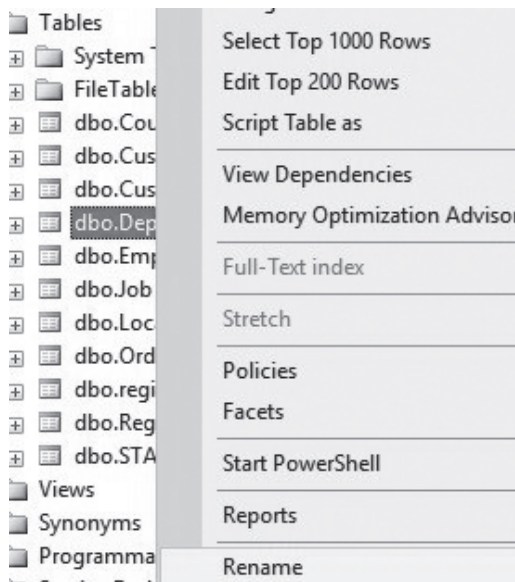 Tables
System
FileTable
dbo.Cou
dbo.Cus
dbo.Cus
dbo.Dep
dbo.Emp
dbo.Job
dbo.Loc
dbo.Ord
dbo.regi
dbo.Reg
dbo.STA
Views
Synonyms
Programma
Select Top 1000 Rows
Edit Top 200 Rows
Script Table as
View Dependencies
Memory Optimization Advisor
Full-Text index
Stretch
Policies
Facets
Start PowerShell
Reports
Rename